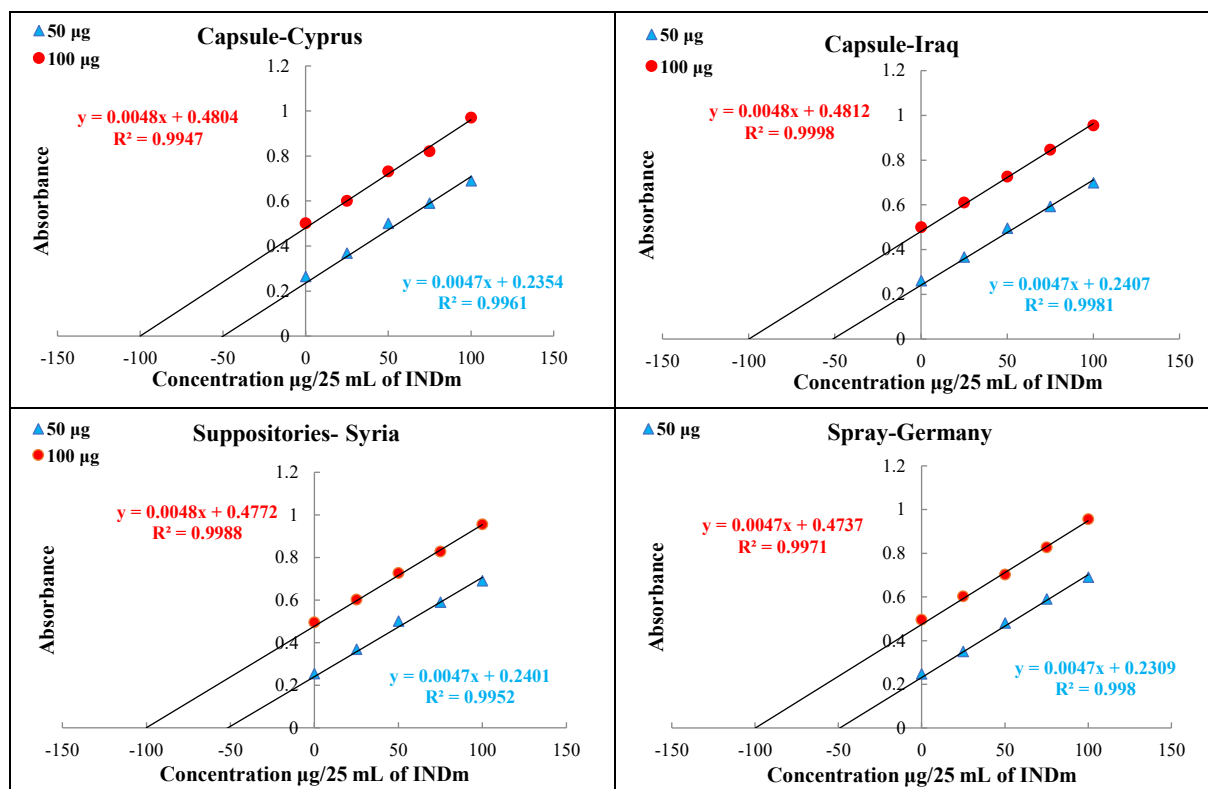 50 µg
100 µg
Capsule-Cyprus
y = 0.0048x + 0.4804
R² = 0.9947
y = 0.0047x + 0.2354
R² = 0.9961
Absorbance
1.2
1
0.8
0.6
0.4
0.2
0
-150 -100 -50 0 50 100 150
Concentration µg/25 mL of INDm
50 µg
100 µg
Capsule-Iraq
y = 0.0048x + 0.4812
R² = 0.9998
y = 0.0047x + 0.2407
R² = 0.9981
Absorbance
1.2
1
0.8
0.6
0.4
0.2
0
-150 -100 -50 0 50 100 150
Concentration µg/25 mL of INDm
50 µg
100 µg
Suppositories- Syria
y = 0.0048x + 0.4772
R² = 0.9988
y = 0.0047x + 0.2401
R² = 0.9952
Absorbance
1.2
1
0.8
0.6
0.4
0.2
0
-150 -100 -50 0 50 100 150
Concentration µg/25 mL of INDm
50 µg
Spray-Germany
y = 0.0047x + 0.4737
R² = 0.9971
y = 0.0047x + 0.2309
R² = 0.998
Absorbance
1.2
1
0.8
0.6
0.4
0.2
0
-150 -100 -50 0 50 100 150
Concentration µg/25 mL of INDm